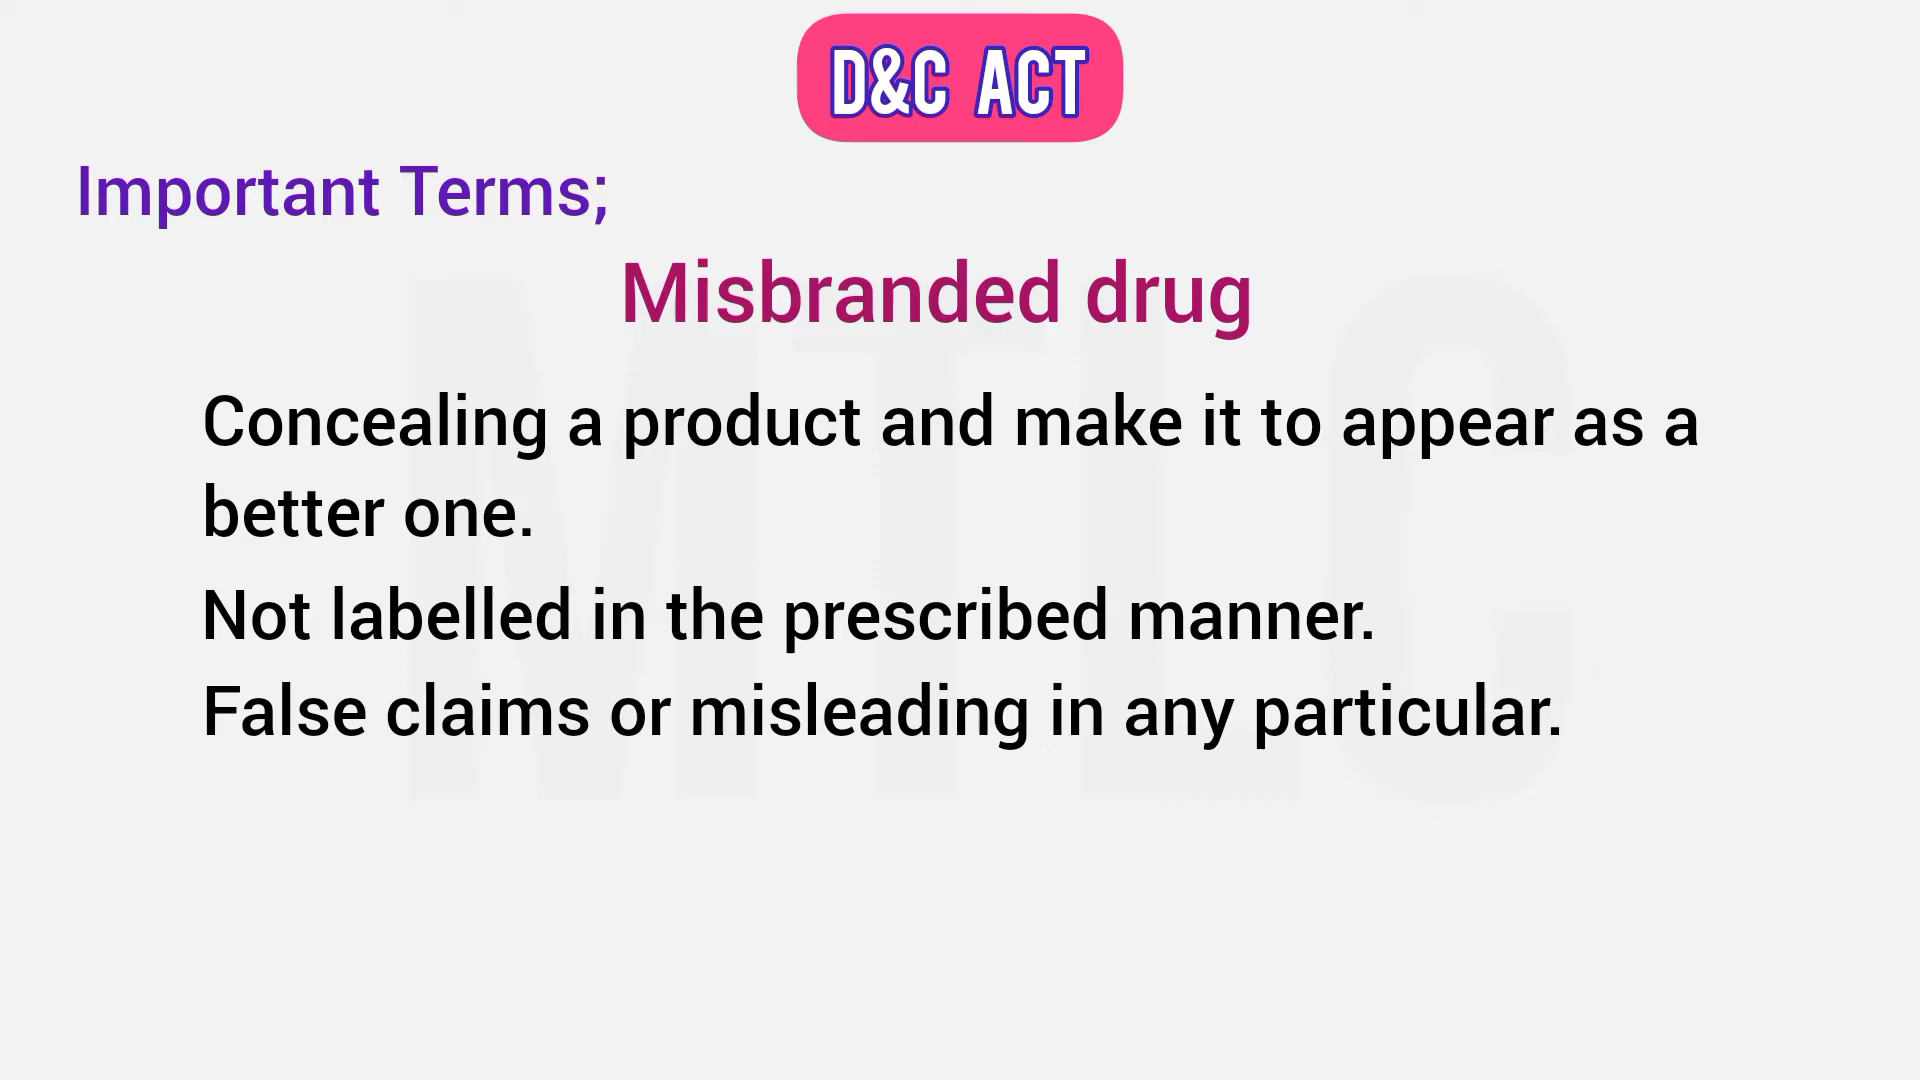 D&C ACT
Important Terms;
Misbranded drug
Concealing a product and make it to appear as a
better one.
Not labelled in the prescribed manner.
False claims or misleading in any particular.
MTLC